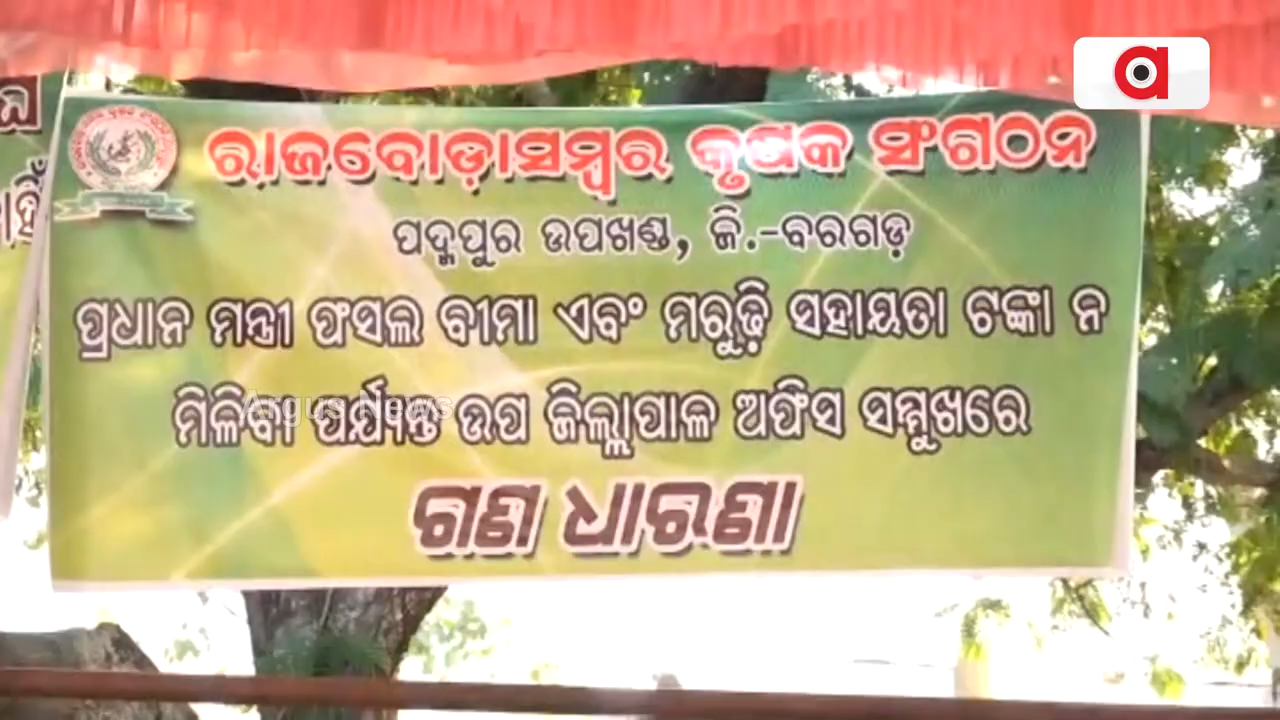 ରାଜବୋଡ଼ାସମ୍ବର କୃଷକ ସଂଗଠନ
ପଦ୍ମପୁର ଉପଖଣ୍ଡ, ଜି.-ବରଗଡ଼
ପ୍ରଧାନ ମନ୍ତ୍ରୀ ଫସଲ ବୀମା ଏବଂ ମରୁଢ଼ି ସହାୟତା ଟଙ୍କା ନ
ମିଳିବା ପର୍ଯ୍ୟନ୍ତ ଉପ ଜିଲ୍ଲାପାଳ ଅଫିସ ସମ୍ମୁଖରେ
ଗଣ ଧାରଣା
Argus News
a